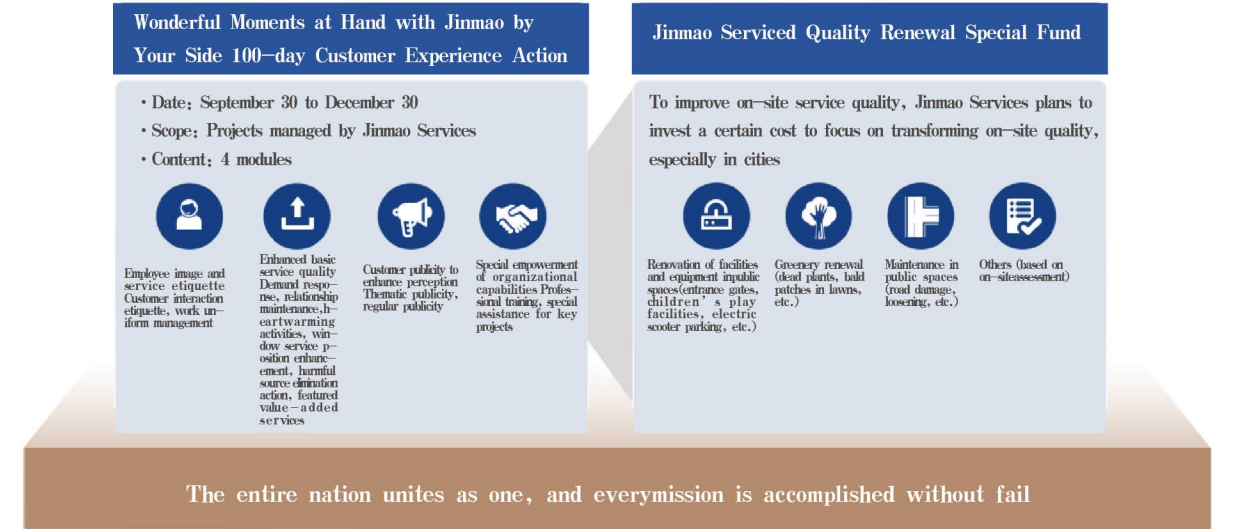 Wonderful Moments at Hand with Jinmao by
Your Side 100-day Customer Experience Action
· Date: September 30 to December 30
· Scope: Projects managed by Jinmao Services
· Content: 4 modules
Employee image and
service etiquette
Customer interaction
etiquette, work un-
iform management
Enhanced basic
service quality
Demand respo-
nse, relationship
maintenance,h-
eartwarming
activities, win-
dow service p-
osition enhanc-
ement, harmful
source elimination
action, featured
value-added
services
Customer publicity to
enhance perception
Thematic publicity,
regular publicity
Special empowerment
of organizational
capabilities Profes-
sional training, special
assistance for key
projects
Jinmao Serviced Quality Renewal Special Fund
To improve on-site service quality, Jinmao Services plans to
invest a certain cost to focus on transforming on-site quality,
especially in cities
Renovation of facilities
and equipment inpublic
spaces(entrance gates,
children's play
facilities, electric
scooter parking, etc.)
Greenery renewal
(dead plants, bald
patches in lawns,
etc.)
Maintenance in
public spaces
(road damage,
loosening, etc.)
Others (based on
on-siteassessment)
The entire nation unites as one, and everymission is accomplished without fail